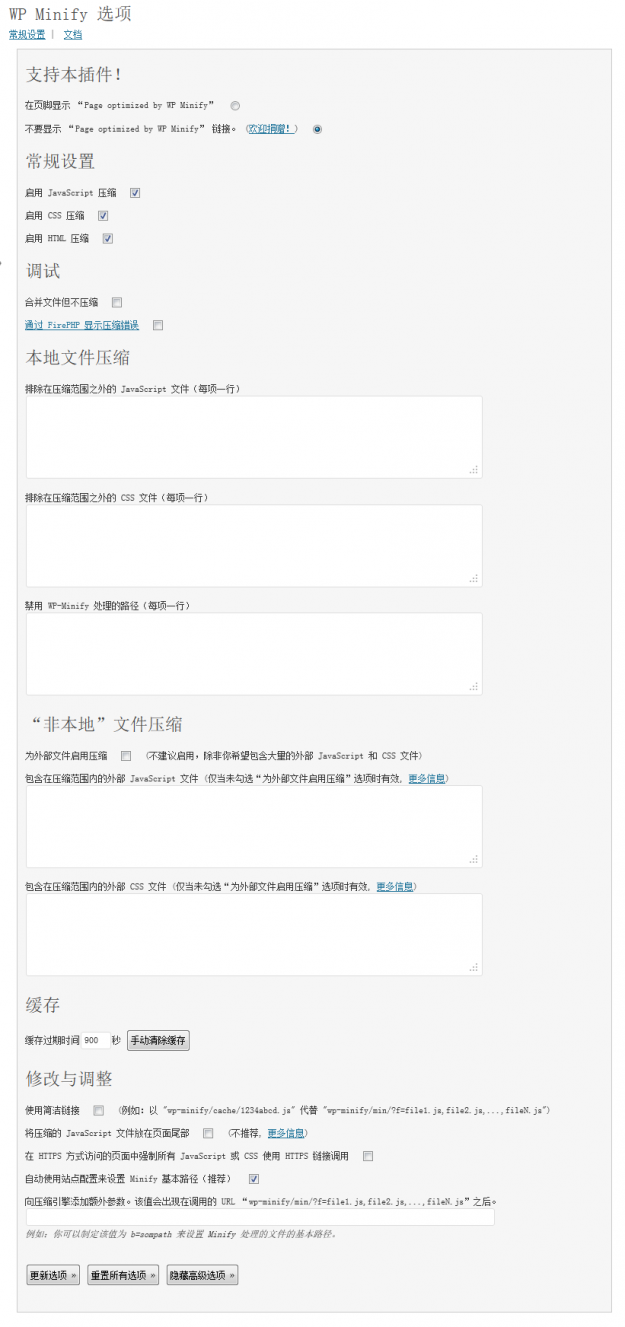 WP Minify 选项
常规设置 | 文档
支持本插件!
在页脚显示 “Page optimized by WP Minify”
不要显示 “Page optimized by WP Minify” 链接。(欢迎捐赠!)
常规设置
启用 JavaScript 压缩
启用 CSS 压缩
启用 HTML 压缩
调试
合并文件但不压缩
通过 FirePHP 显示压缩错误
本地文件压缩
排除在压缩范围之外的 JavaScript 文件(每项一行)
排除在压缩范围之外的 CSS 文件(每项一行)
禁用 WP-Minify 处理的路径(每项一行)
“非本地”文件压缩
为外部文件启用压缩 (不建议启用,除非你希望包含大量的外部 JavaScript 和 CSS 文件)
包含在压缩范围内的外部 JavaScript 文件 (仅当未勾选“为外部文件启用压缩”选项时有效, 更多信息)
包含在压缩范围内的外部 CSS 文件 (仅当未勾选“为外部文件启用压缩”选项时有效, 更多信息)
缓存
缓存过期时间 900 秒 手动清除缓存
修改与调整
使用简洁链接 (例如: 以 "wp-minify/cache/1234abcd.js" 代替 "wp-minify/min/?f=file1.js,file2.js,...,fileN.js")
将压缩的 JavaScript 文件放在页面尾部 (不推荐, 更多信息)
在 HTTPS 方式访问的页面中强制所有 JavaScript 或 CSS 使用 HTTPS 链接调用
自动使用站点配置来设置 Minify 基本路径(推荐)
向压缩引擎添加额外参数。该值会出现在调用的 URL “wp-minify/min/?f=file1.js,file2.js,...,fileN.js”之后。
例如: 你可以制定该值为 b=sompath 来设置 Minify 处理的文件的基本路径。
更新选项 » 重置所有选项 » 隐藏高级选项 »